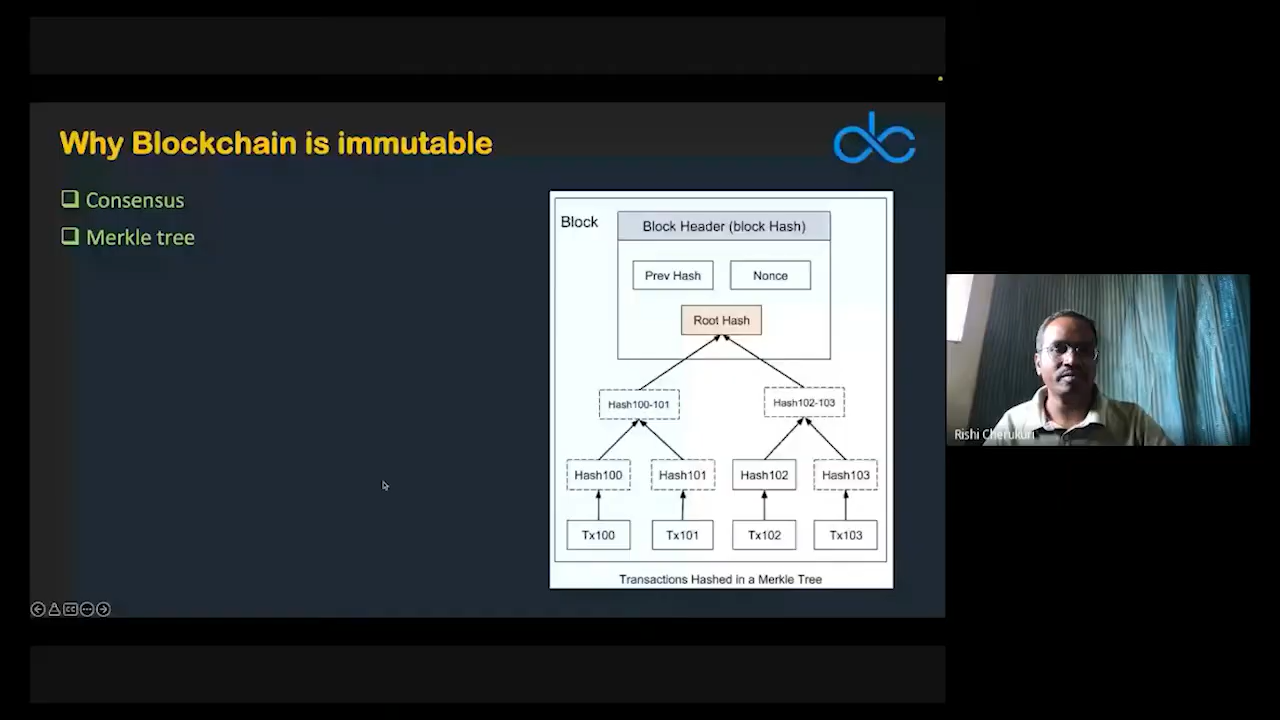 Why Blockchain is immutable
Consensus
Merkle tree
Block
Block Header (block Hash)
Prev Hash
Nonce
Root Hash
Hash100-101
Hash102-103
Hash100
Hash101
Hash102
Hash103
Tx100
Tx101
Tx102
Tx103
Transactions Hashed in a Merkle Tree
Rishi Cherukuri